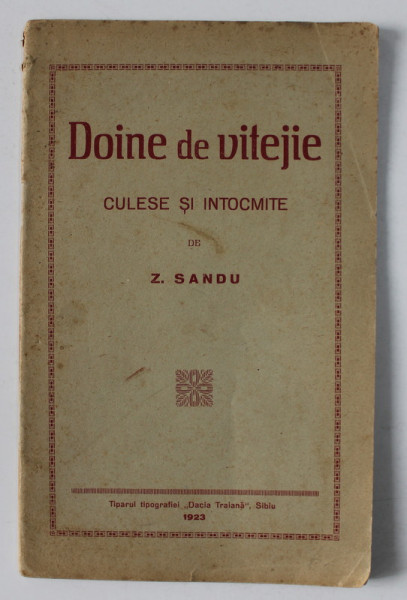 Doine de vitejie
CULESE ȘI INTOCMITE
DE
Z. SANDU
Tiparul tipografiei „Dacia Traiană", Sibiu
1923